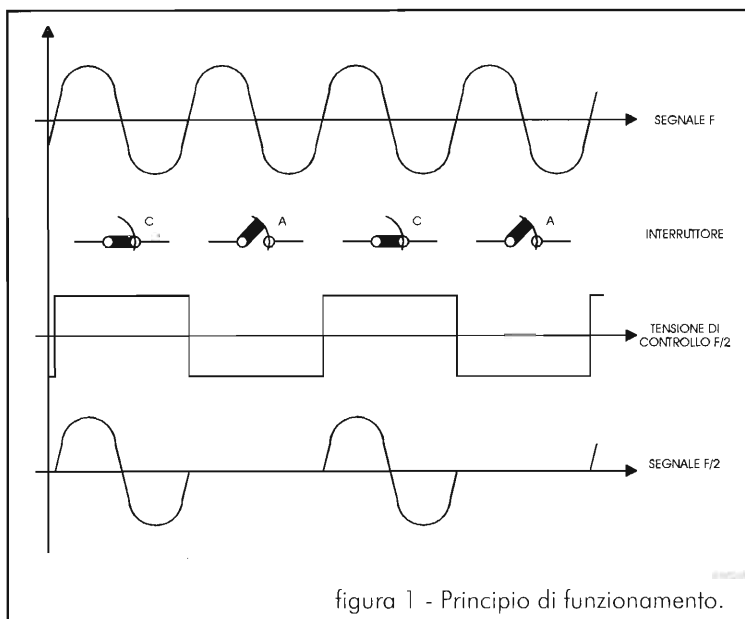 SEGNALE F
C
A
C
A
INTERRUTTORE
TENSIONE DI
CONTROLLO F/2
SEGNALE F/2
figura 1 - Principio di funzionamento.